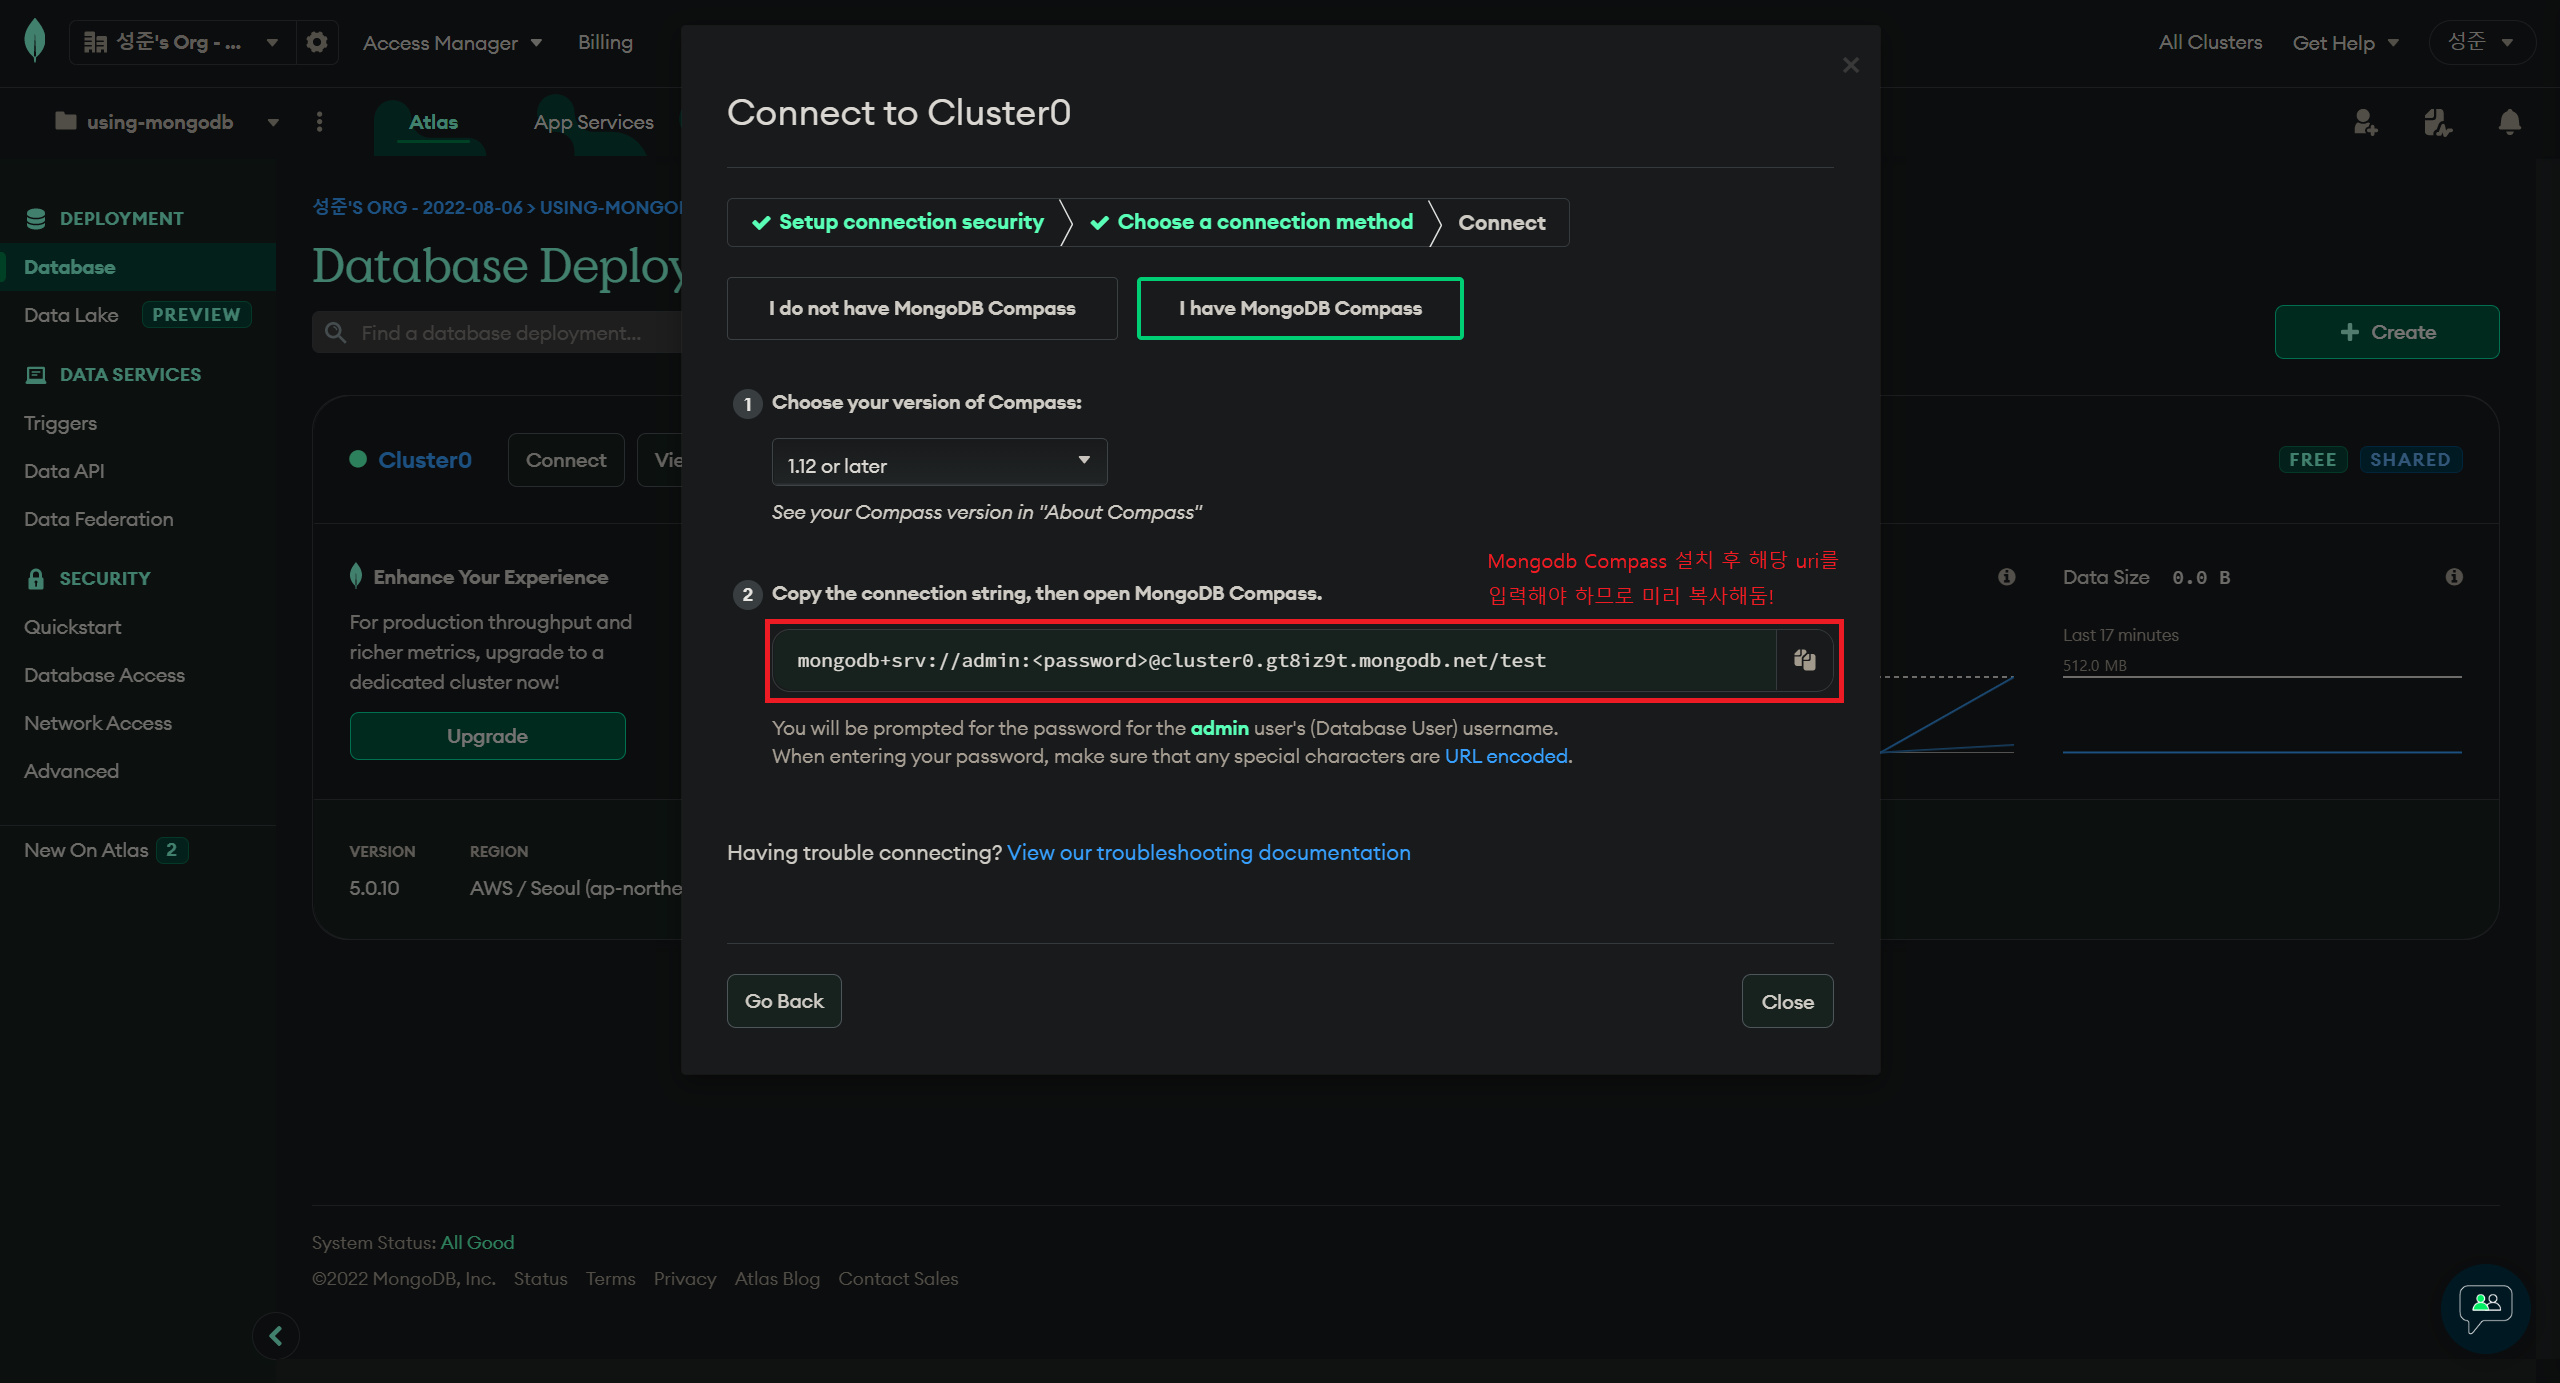 성준's Org - ...
Access Manager
Billing
All Clusters
Get Help
성준
using-mongodb
Atlas
App Services
DEPLOYMENT
Database
Data Lake PREVIEW
DATA SERVICES
Triggers
Data API
Data Federation
SECURITY
Quickstart
Database Access
Network Access
Advanced
New On Atlas 2
성준'S ORG - 2022-08-06 > USING-MONGO
Database Deploy
Find a database deployment...
+ Create
Cluster0
Connect
Vie
FREE
SHARED
Enhance Your Experience
For production throughput and
richer metrics, upgrade to a
dedicated cluster now!
Upgrade
VERSION
5.0.10
REGION
AWS / Seoul (ap-northe
Data Size 0.0 B
Last 17 minutes
512.0 MB
Connect to Cluster0
Setup connection security
Choose a connection method
Connect
I do not have MongoDB Compass
I have MongoDB Compass
1 Choose your version of Compass:
1.12 or later
See your Compass version in "About Compass"
Mongodb Compass 설치 후 해당 uri를
입력해야 하므로 미리 복사해둠!
2 Copy the connection string, then open MongoDB Compass.
mongodb+srv://admin:<password>@cluster0.gt8iz9t.mongodb.net/test
You will be prompted for the password for the admin user's (Database User) username.
When entering your password, make sure that any special characters are URL encoded.
Having trouble connecting? View our troubleshooting documentation
Go Back
Close
System Status: All Good
©2022 MongoDB, Inc. Status Terms Privacy Atlas Blog Contact Sales